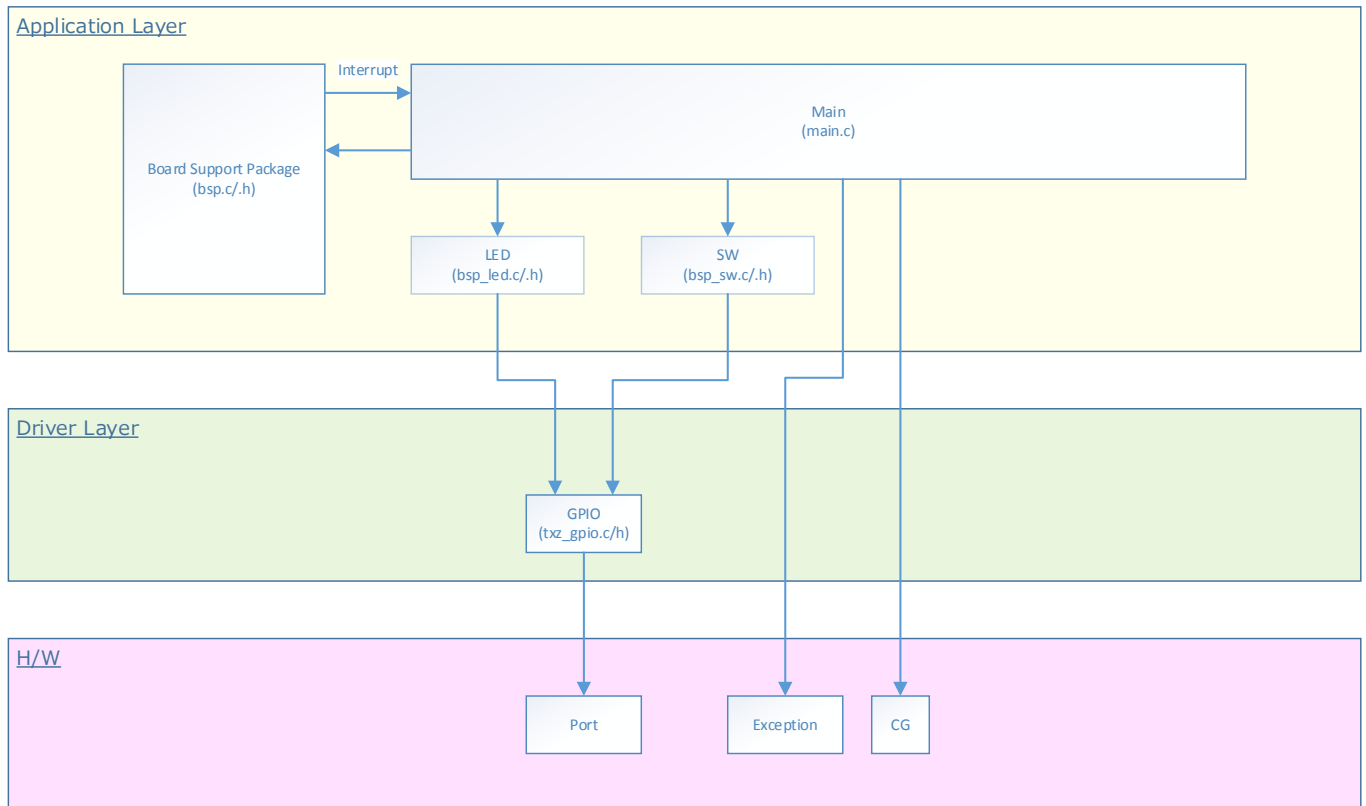 Application Layer
Interrupt
Main
(main.c)
Board Support Package
(bsp.c/.h)
LED
(bsp_led.c/.h)
SW
(bsp_sw.c/.h)
Driver Layer
GPIO
(txz_gpio.c/h)
H/W
Port
Exception
CG